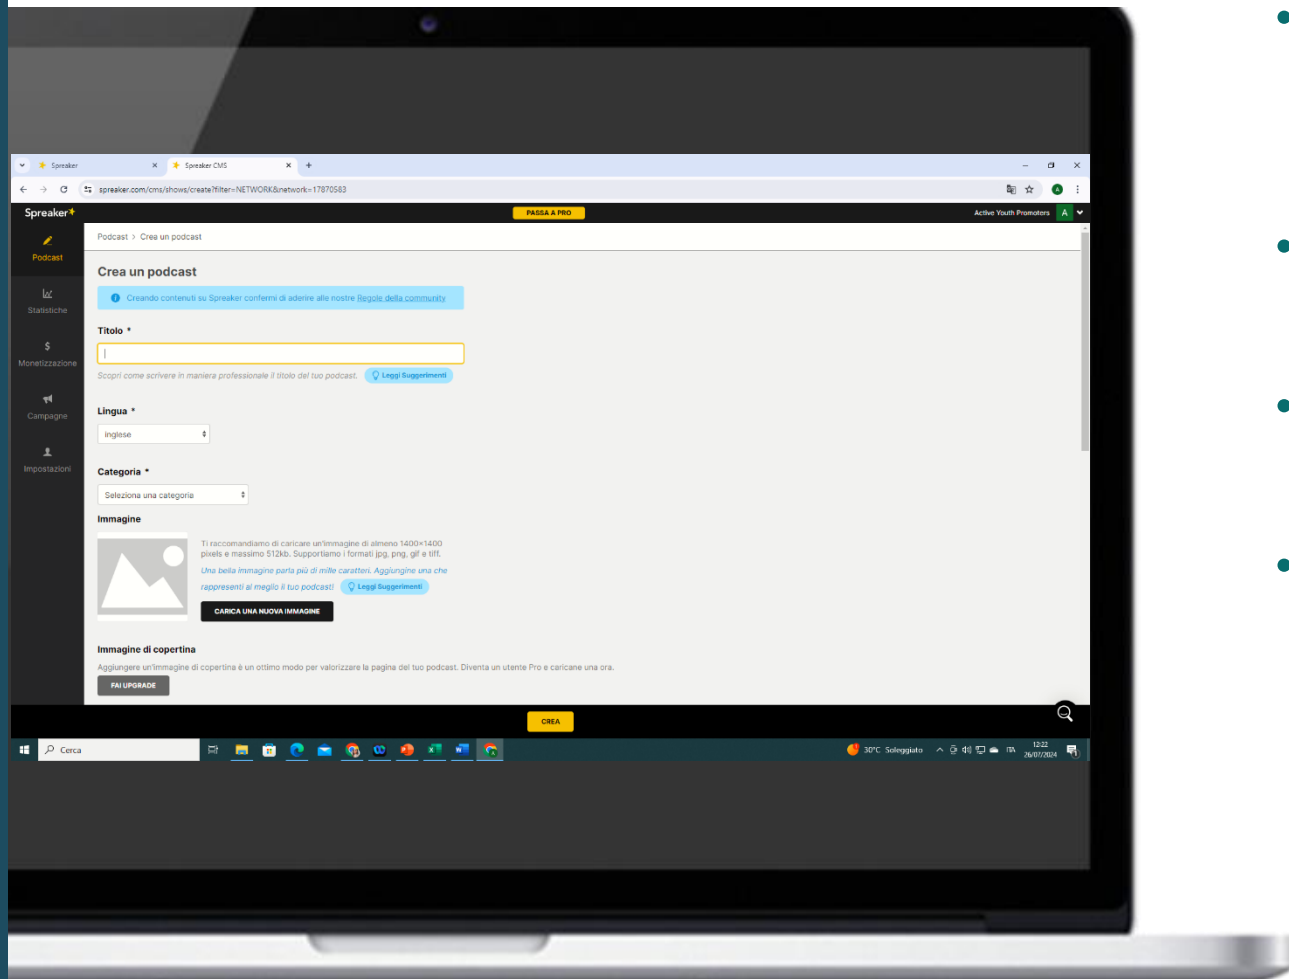 Spreaker
Spreaker CMS
spreaker.com/cms/shows/create?filter=NETWORK&network=17870583
Spreaker
PASSA A PRO
Active Youth Promoters A
Podcast
Statistiche
Monetizzazione
Campagne
Impostazioni
Podcast > Crea un podcast
Crea un podcast
Creando contenuti su Spreaker confermi di aderire alle nostre Regole della community
Titolo *
Scopri come scrivere in maniera professionale il titolo del tuo podcast. Leggi Suggerimenti
Lingua *
inglese
Categoria *
Seleziona una categoria
Immagine
Ti raccomandiamo di caricare un'immagine di almeno 1400x1400
pixels e massimo 512kb. Supportiamo i formati jpg, png, gif e tiff.
Una bella immagine parla più di mille caratteri. Aggiungine una che
rappresenti al meglio il tuo podcast! Leggi Suggerimenti
CARICA UNA NUOVA IMMAGINE
Immagine di copertina
Aggiungere un'immagine di copertina è un ottimo modo per valorizzare la pagina del tuo podcast. Diventa un utente Pro e caricane una ora.
FAI UPGRADE
CREA
Cerca
30°C Soleggiato
ITA
12:22
26/07/2024